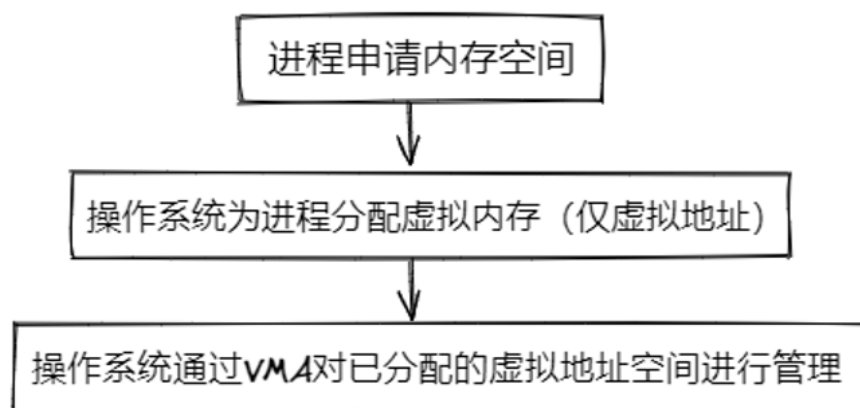 进程申请内存空间
操作系统为进程分配虚拟内存（仅虚拟地址）
操作系统通过VMA对已分配的虚拟地址空间进行管理